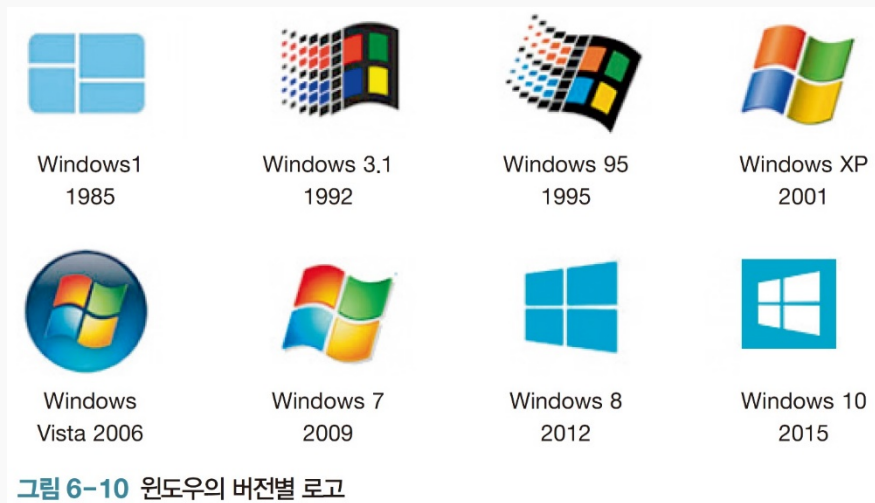 Windows1
1985
Windows 3.1
1992
Windows 95
1995
Windows XP
2001
Windows
Vista 2006
Windows 7
2009
Windows 8
2012
Windows 10
2015
그림 6-10 윈도우의 버전별 로고